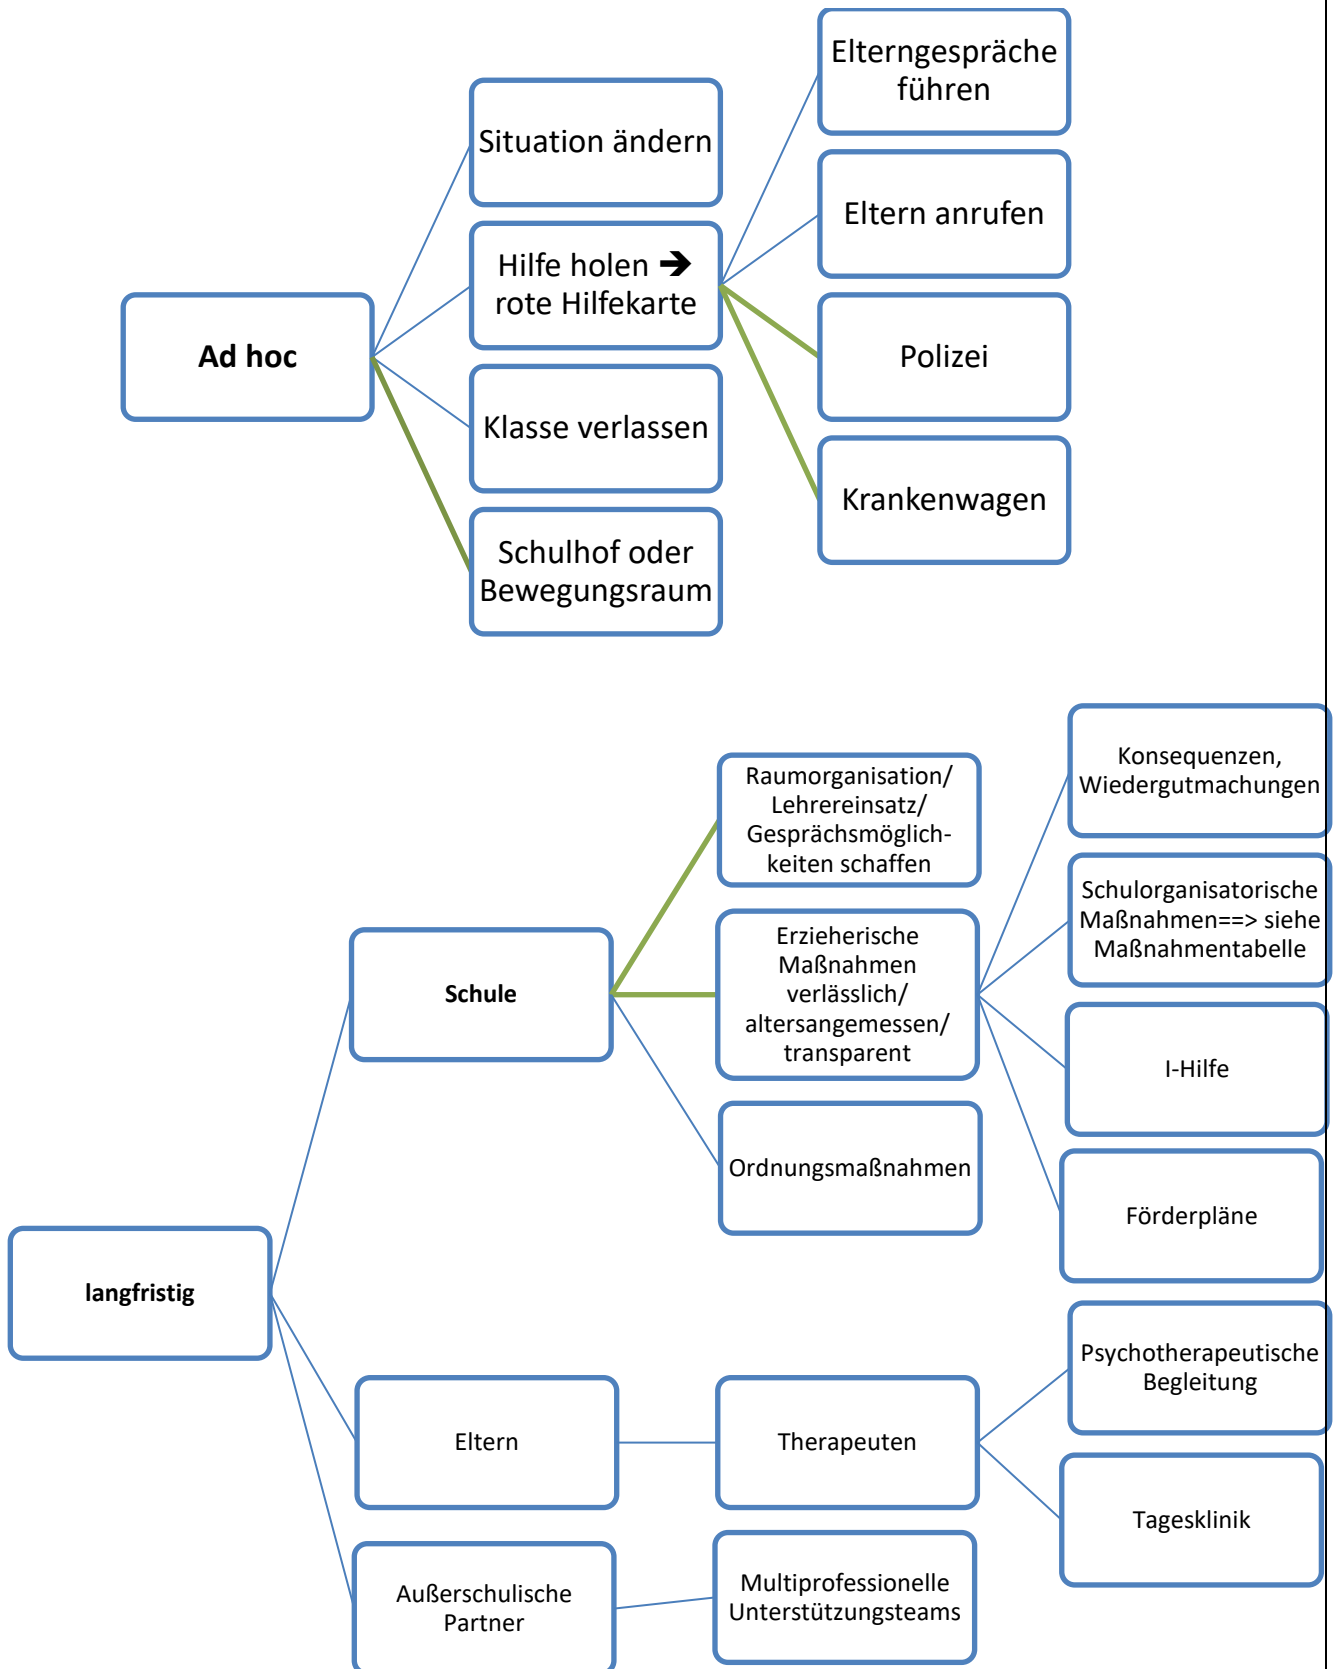 Ad hoc
Situation ändern
Hilfe holen ➔
rote Hilfekarte
Klasse verlassen
Schulhof oder
Bewegungsraum
Elterngespräche
führen
Eltern anrufen
Polizei
Krankenwagen
langfristig
Schule
Raumorganisation/
Lehrereinsatz/
Gesprächsmöglich-
keiten schaffen
Erzieherische
Maßnahmen
verlässlich/
altersangemessen/
transparent
Ordnungsmaßnahmen
Konsequenzen,
Wiedergutmachungen
Schulorganisatorische
Maßnahmen==> siehe
Maßnahmentabelle
I-Hilfe
Förderpläne
Eltern
Therapeuten
Psychotherapeutische
Begleitung
Tagesklinik
Außerschulische
Partner
Multiprofessionelle
Unterstützungsteams